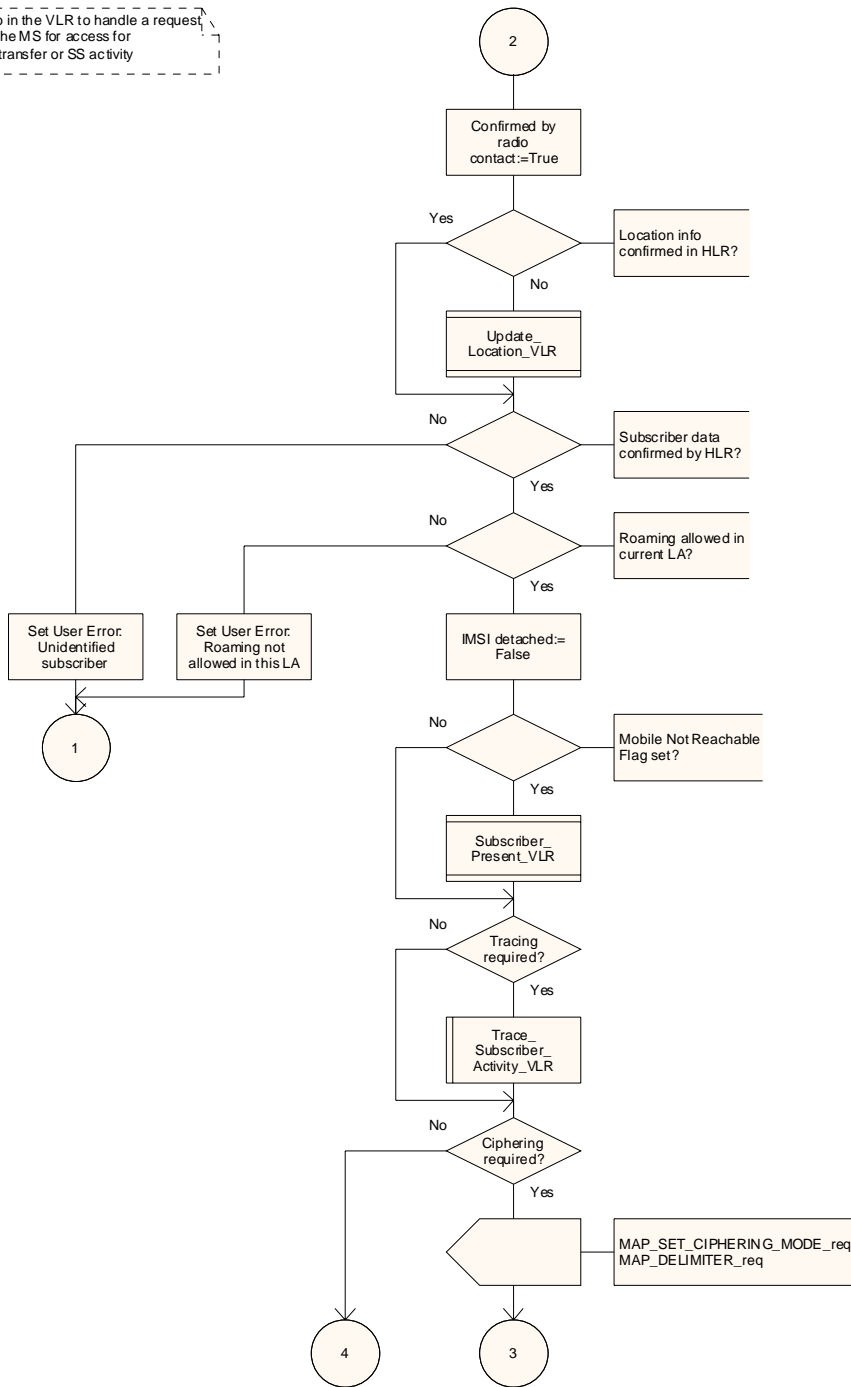 in the VLR to handle a request
the MS for access for
transfer or SS activity
2
Confirmed by
radio
contact:=True
Yes
Location info
confirmed in HLR?
No
Update_
Location_VLR
No
Subscriber data
confirmed by HLR?
Yes
No
Roaming allowed in
current LA?
Yes
Set User Error:
Unidentified
subscriber
Set User Error:
Roaming not
allowed in this LA
IMSI detached:=
False
1
No
Mobile Not Reachable
Flag set?
Yes
Subscriber_
Present_VLR
No
Tracing
required?
Yes
Trace_
Subscriber_
Activity_VLR
No
Ciphering
required?
Yes
MAP_SET_CIPHERING_MODE_req
MAP_DELIMITER_req
4
3